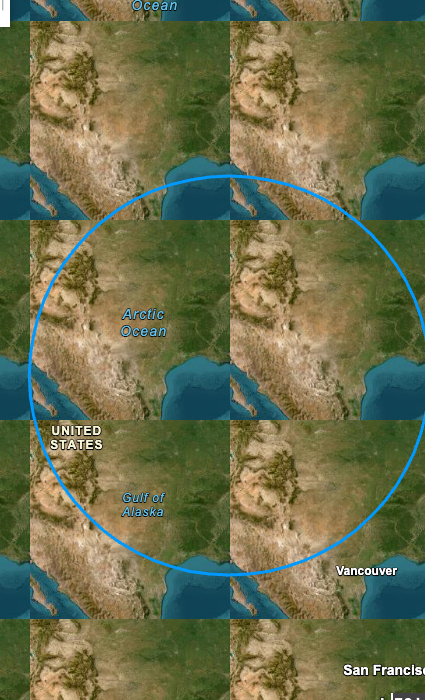 Ocean
Arctic
Ocean
UNITED
STATES
Gulf of
Alaska
Vancouver
San Francisc